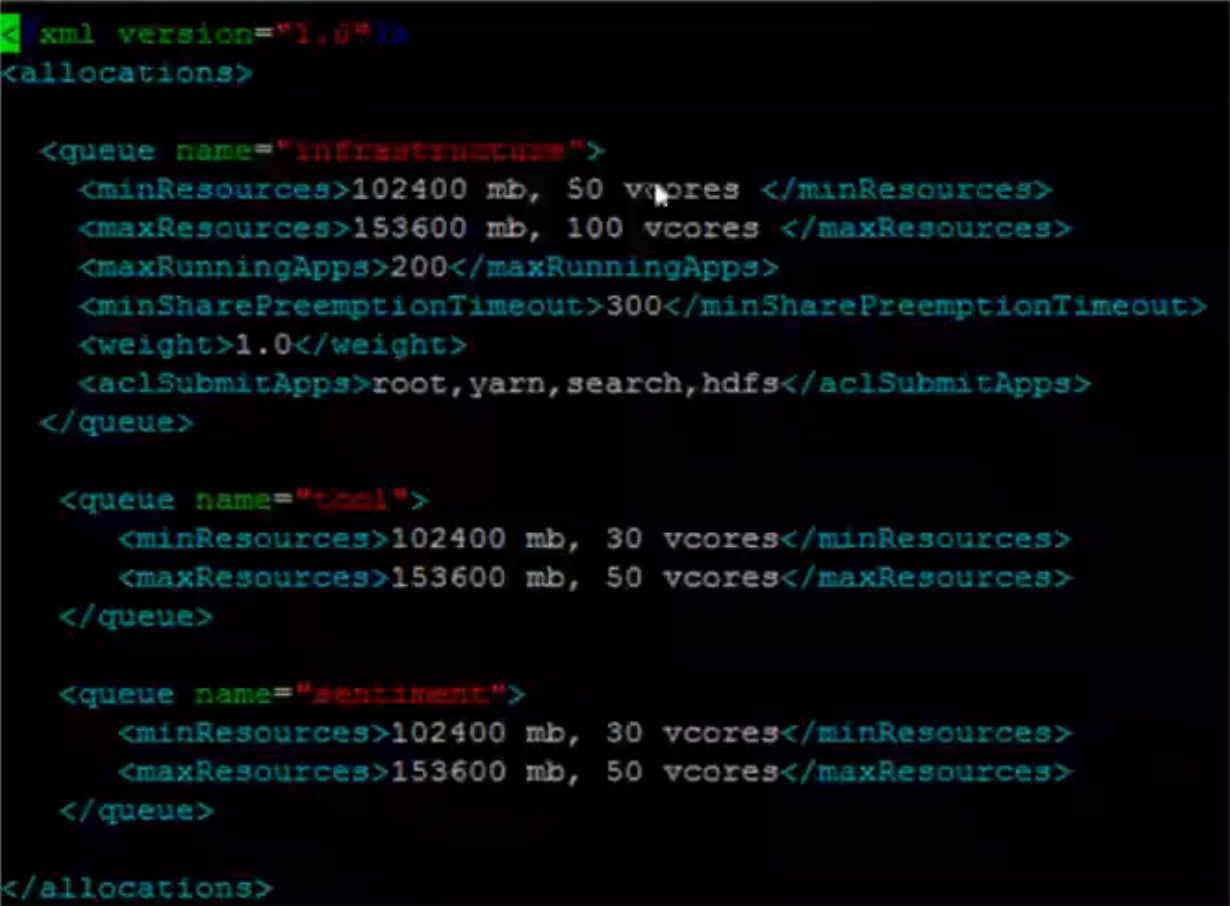 <?xml version="1.0"?>
<allocations>
<queue name="infrastructure">
<minResources>102400 mb, 50 vcores </minResources>
<maxResources>153600 mb, 100 vcores </maxResources>
<maxRunningApps>200</maxRunningApps>
<minSharePreemptionTimeout>300</minSharePreemptionTimeout>
<weight>1.0</weight>
<aclSubmitApps>root,yarn,search,hdfs</aclSubmitApps>
</queue>
<queue name="tool">
<minResources>102400 mb, 30 vcores</minResources>
<maxResources>153600 mb, 50 vcores</maxResources>
</queue>
<queue name="sentiment">
<minResources>102400 mb, 30 vcores</minResources>
<maxResources>153600 mb, 50 vcores</maxResources>
</queue>
</allocations>